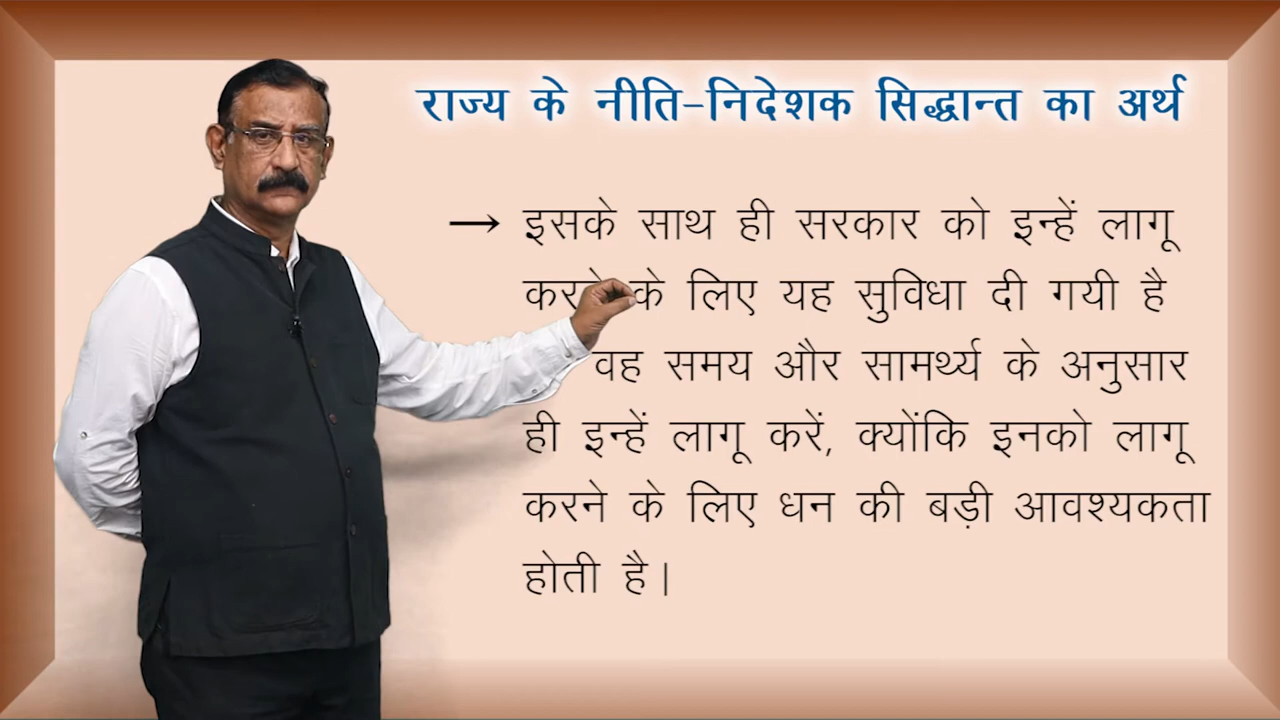 राज्य के नीति-निदेशक सिद्धान्त का अर्थ
→ इसके साथ ही सरकार को इन्हें लागू
के लिए यह सुविधा दी गयी है
वह समय और सामर्थ्य के अनुसार
ही इन्हें लागू करें, क्योंकि इनको लागू
करने के लिए धन की बड़ी आवश्यकता
होती है।